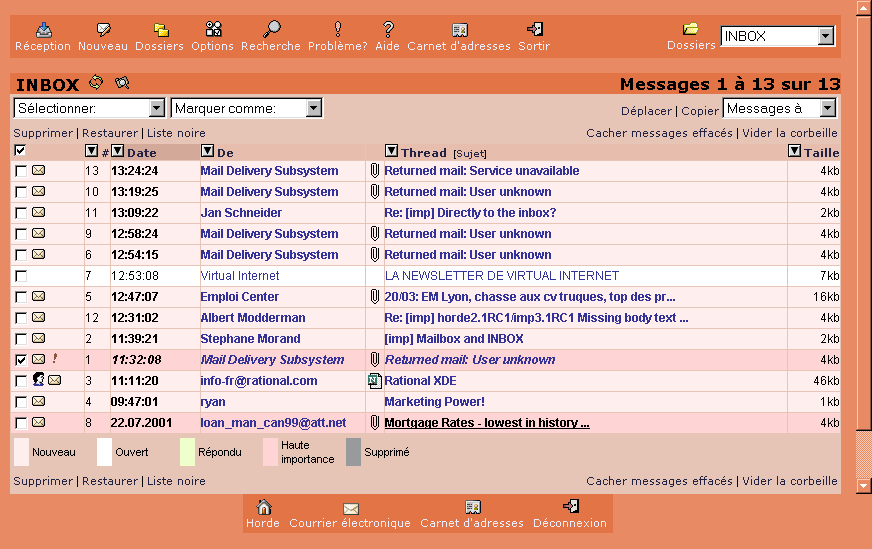 Réception Nouveau Dossiers Options Recherche Problème? Aide Carnet d'adresses Sortir Dossiers INBOX
INBOX Messages 1 à 13 sur 13
Sélectionner: Marquer comme: Déplacer | Copier Messages à
Supprimer | Restaurer | Liste noire Cacher messages effacés | Vider la corbeille
# Date De Thread [Sujet] Taille
13 13:24:24 Mail Delivery Subsystem Returned mail: Service unavailable 4kb
10 13:19:25 Mail Delivery Subsystem Returned mail: User unknown 4kb
11 13:09:22 Jan Schneider Re: [imp] Directly to the inbox? 2kb
9 12:58:24 Mail Delivery Subsystem Returned mail: User unknown 4kb
6 12:54:15 Mail Delivery Subsystem Returned mail: User unknown 4kb
7 12:53:08 Virtual Internet LA NEWSLETTER DE VIRTUAL INTERNET 7kb
5 12:47:07 Emploi Center 20/03: EM Lyon, chasse aux cv truques, top des pr... 16kb
12 12:31:02 Albert Modderman Re: [imp] horde2.1RC1/imp3.1RC1 Missing body text ... 4kb
2 11:39:21 Stephane Morand [imp] Mailbox and INBOX 2kb
! 1 11:32:08 Mail Delivery Subsystem Returned mail: User unknown 4kb
3 11:11:20 info-fr@rational.com Rational XDE 46kb
4 09:47:01 ryan Marketing Power! 1kb
8 22.07.2001 loan_man_can99@att.net Mortgage Rates - lowest in history ... 4kb
Nouveau Ouvert Répondu Haute importance Supprimé
Supprimer | Restaurer | Liste noire Cacher messages effacés | Vider la corbeille
Horde Courrier électronique Carnet d'adresses Déconnexion